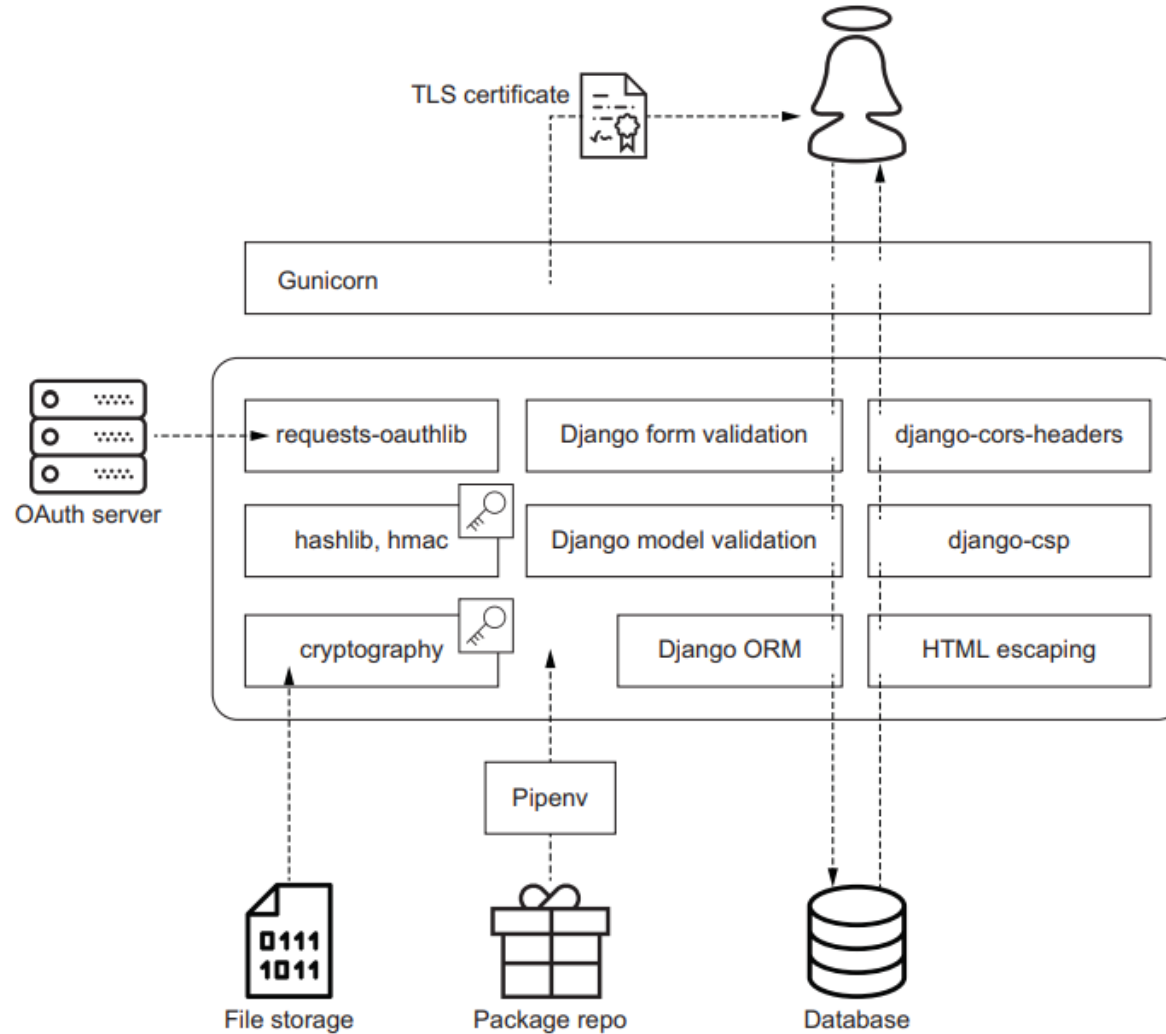 TLS certificate
Gunicorn
requests-oauthlib
Django form validation
django-cors-headers
OAuth server
hashlib, hmac
Django model validation
django-csp
cryptography
Django ORM
HTML escaping
Pipenv
0111
1011
File storage
Package repo
Database